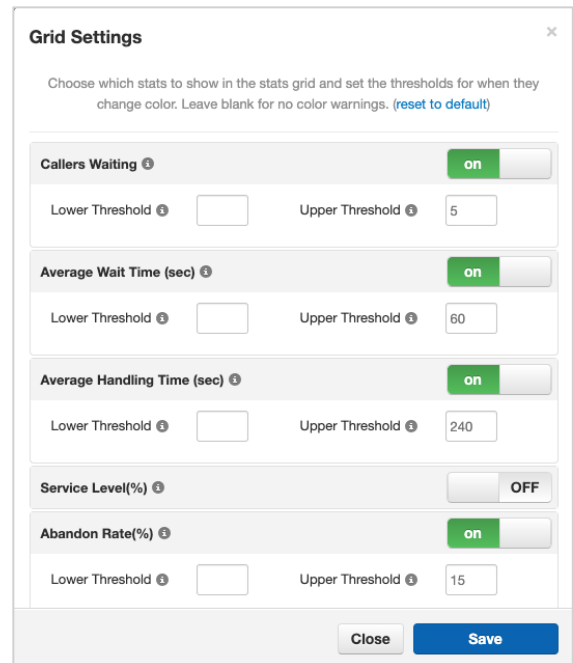 Grid Settings ×
Choose which stats to show in the stats grid and set the thresholds for when they
change color. Leave blank for no color warnings. (reset to default)
Callers Waiting on
Lower Threshold Upper Threshold 5
Average Wait Time (sec) on
Lower Threshold Upper Threshold 60
Average Handling Time (sec) on
Lower Threshold Upper Threshold 240
Service Level(%) OFF
Abandon Rate(%) on
Lower Threshold Upper Threshold 15
Close Save